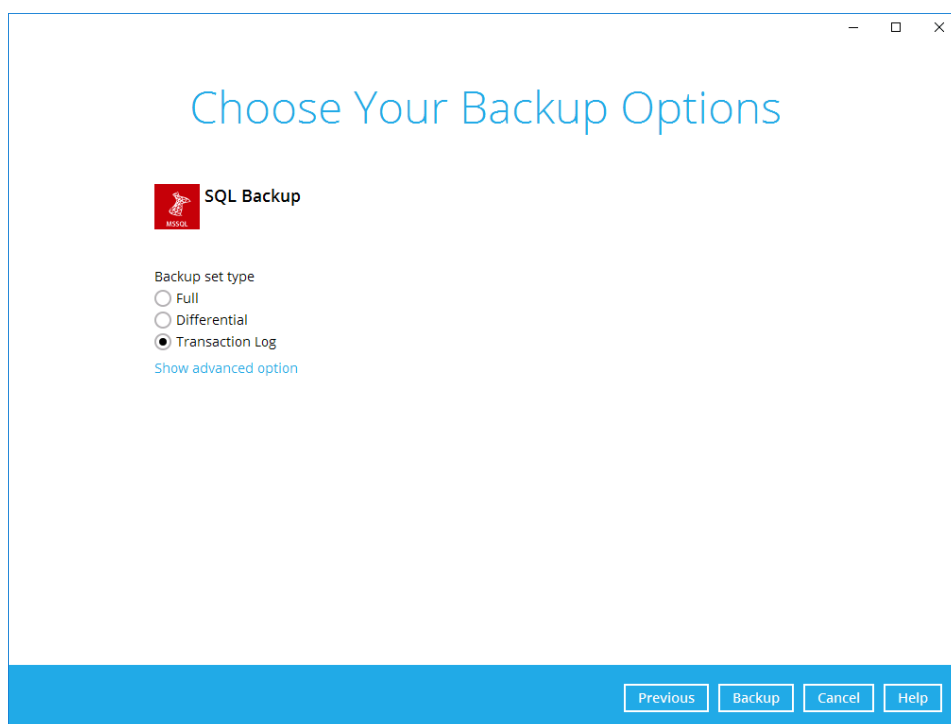 Choose Your Backup Options
SQL Backup
MSSQL
Backup set type
Full
Differential
Transaction Log
Show advanced option
Previous
Backup
Cancel
Help